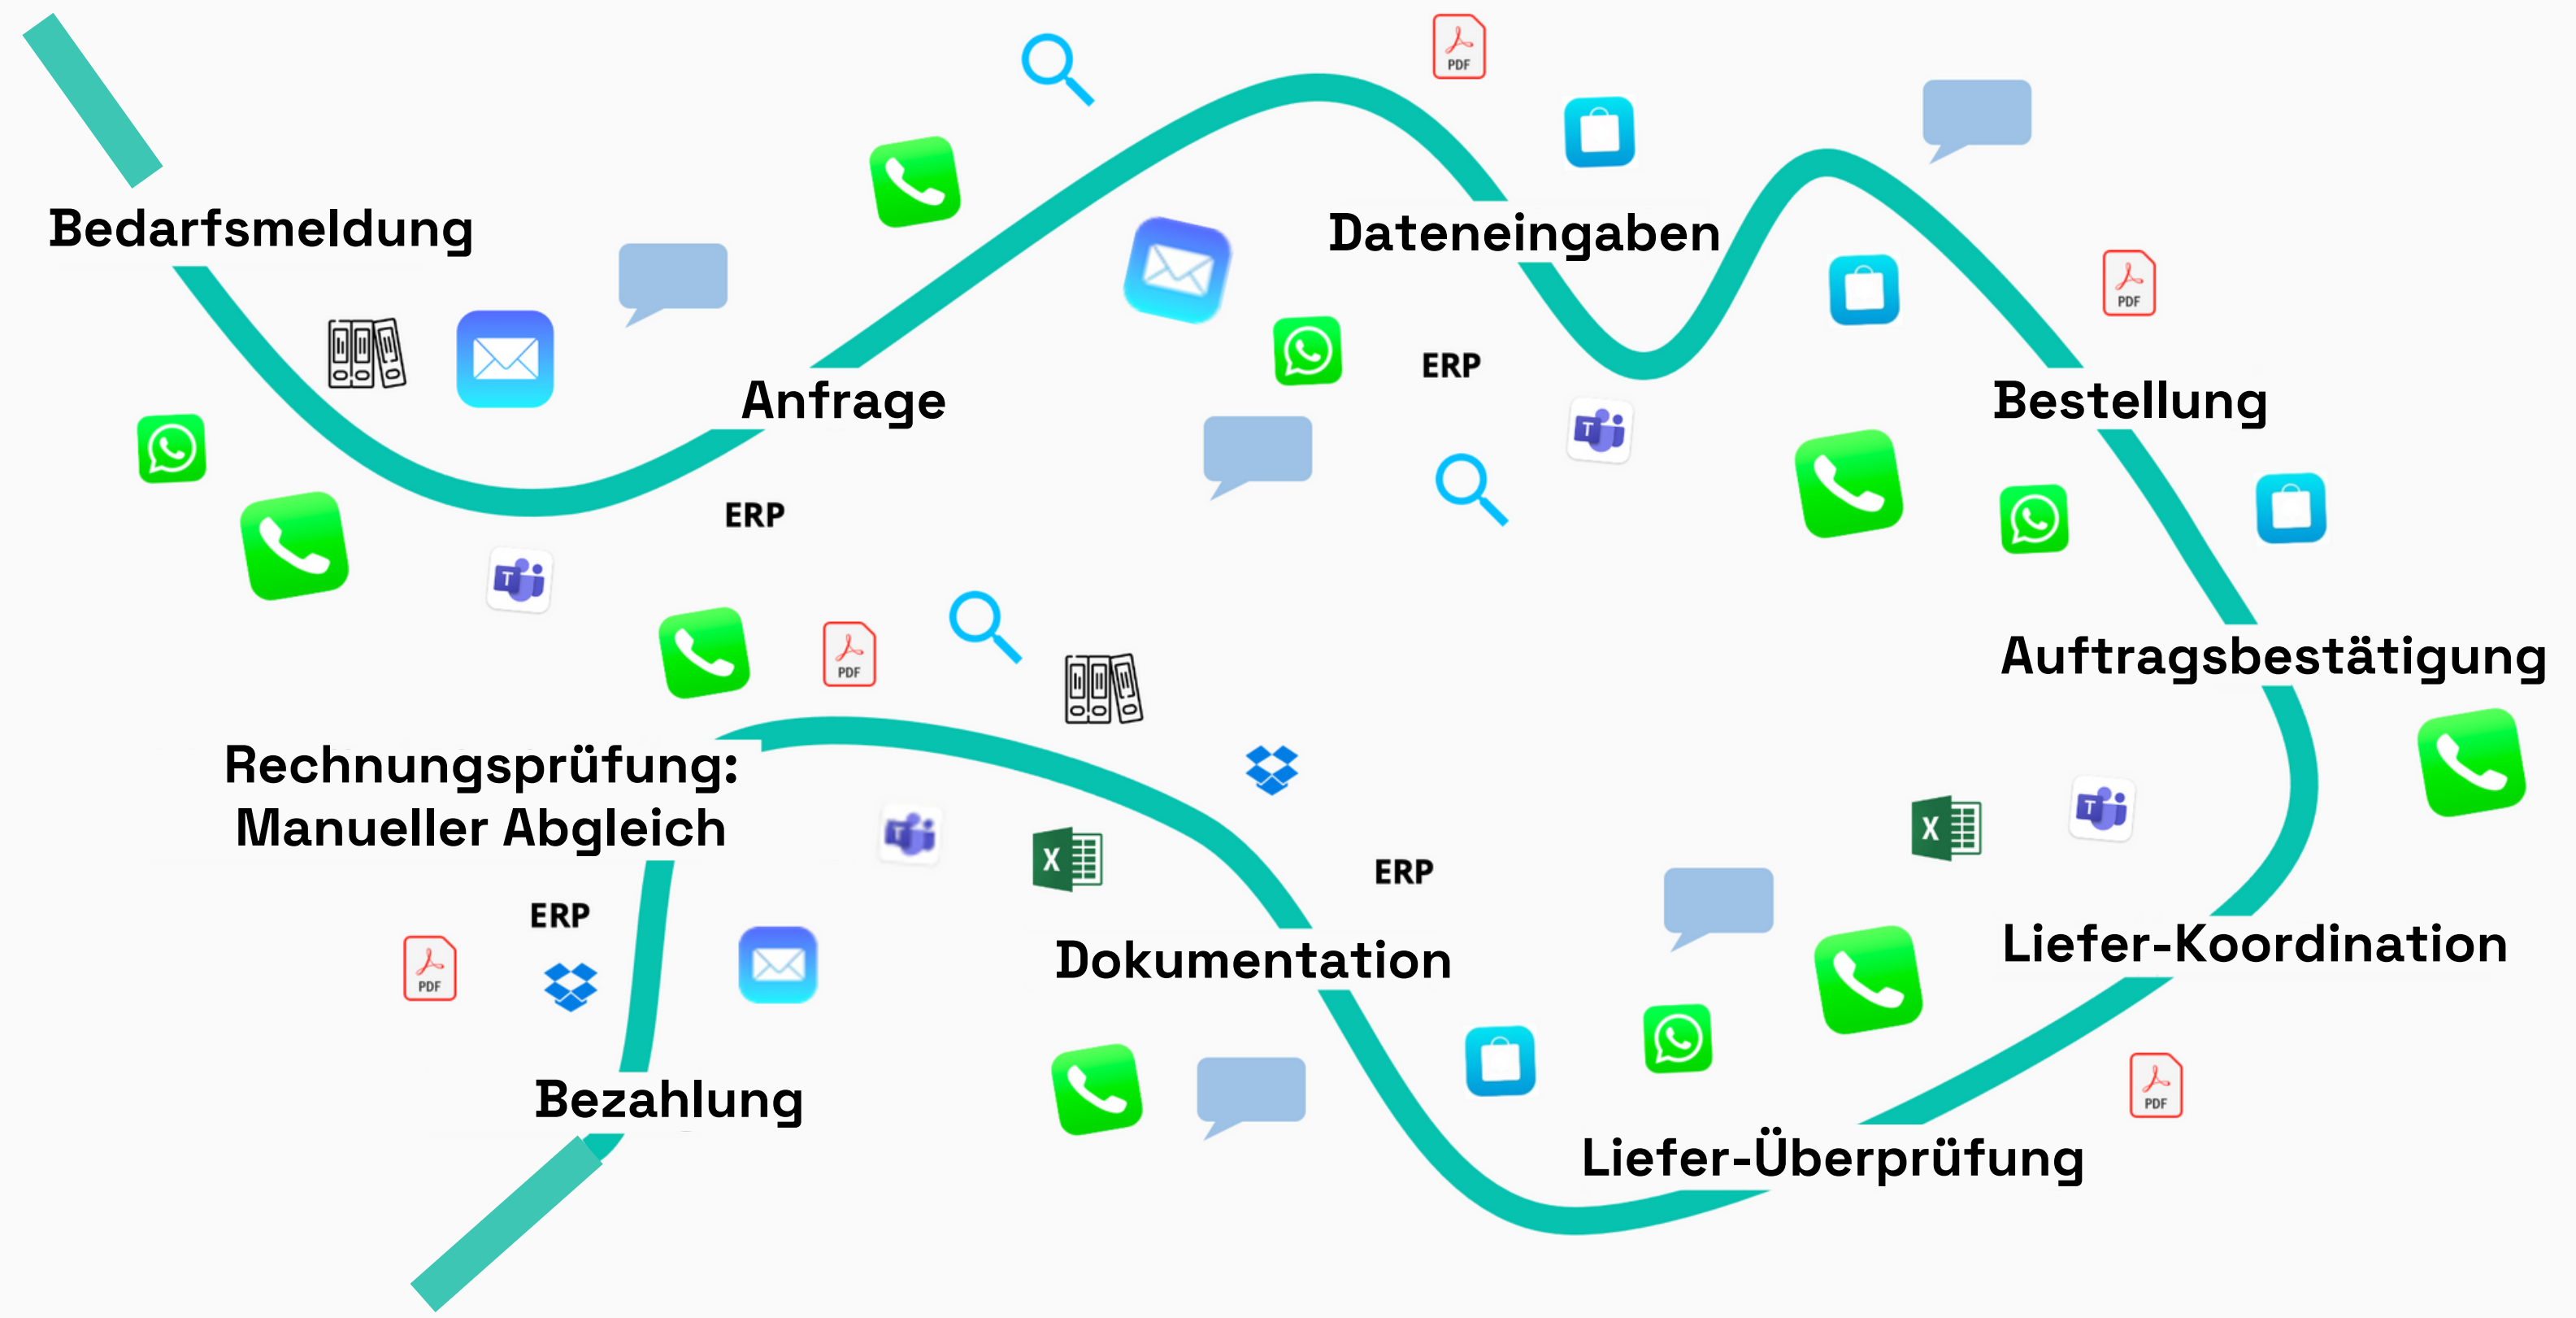 PDF
Bedarfsmeldung
Dateneingaben
PDF
ERP
Anfrage
Bestellung
T
ERP
T
PDF
Auftragsbestätigung
Rechnungsprüfung:
Manueller Abgleich
T
X
T
X
ERP
ERP
PDF
Dokumentation
Liefer-Koordination
Bezahlung
PDF
Liefer-Überprüfung